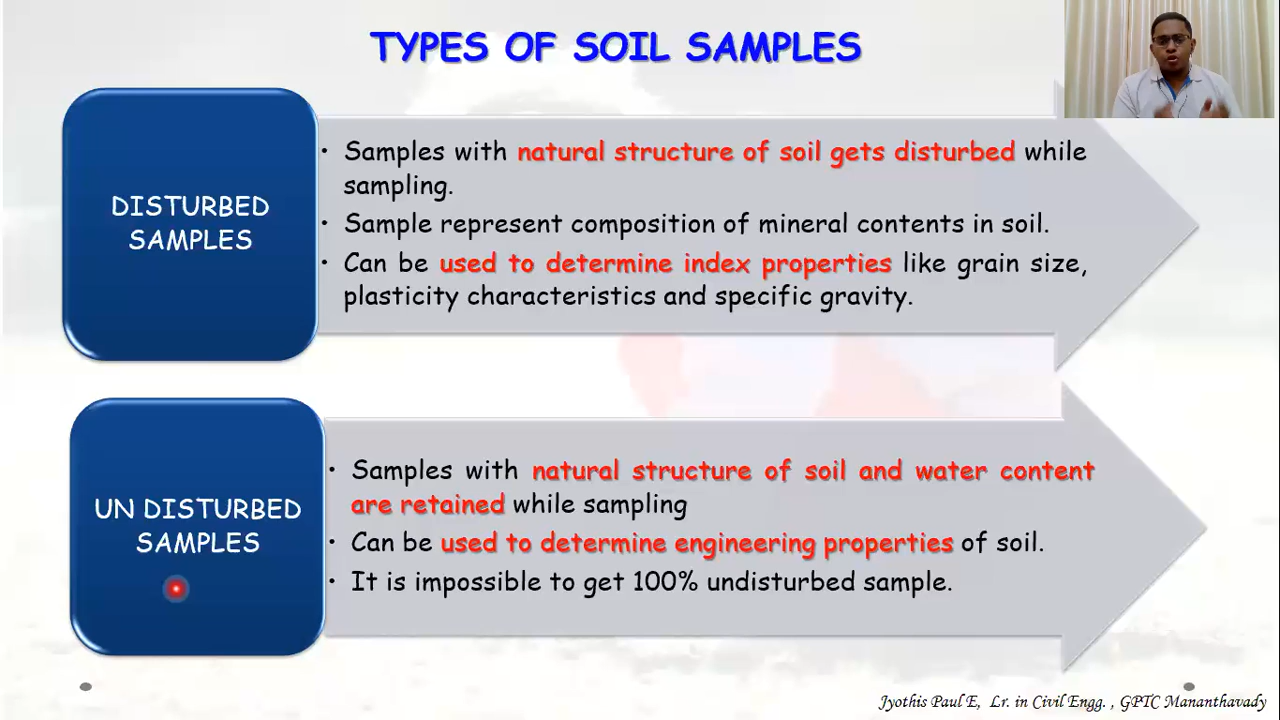 TYPES OF SOIL SAMPLES
DISTURBED
SAMPLES
• Samples with natural structure of soil gets disturbed while
sampling.
• Sample represent composition of mineral contents in soil.
• Can be used to determine index properties like grain size,
plasticity characteristics and specific gravity.
UN DISTURBED
SAMPLES
• Samples with natural structure of soil and water content
are retained while sampling
• Can be used to determine engineering properties of soil.
• It is impossible to get 100% undisturbed sample.
Jyothis Paul E, Lr. in Civil Engg. , GPTC Mananthavady